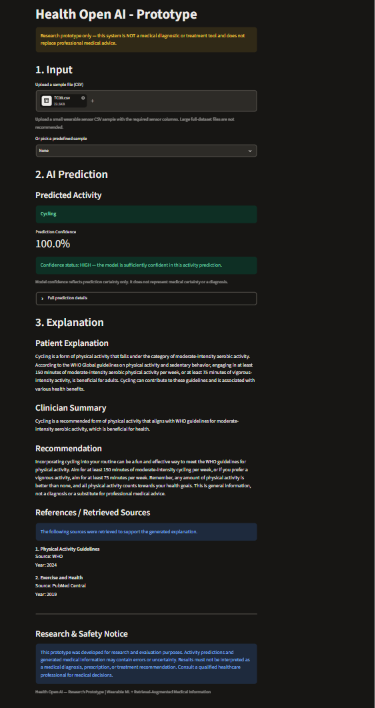 Health Open AI - Prototype
Research prototype only — this system is NOT a medical diagnostic or treatment tool and does not
replace professional medical advice.
1. Input
Upload a sample file (CSV)
Upload a small wearable sensor CSV sample with the required sensor columns. Large full-dataset files are not
recommended.
Or pick a predefined sample
None
2. AI Prediction
Predicted Activity
Cycling
Prediction Confidence
100.0%
Confidence status: HIGH — the model is sufficiently confident in this activity prediction.
Model confidence reflects prediction certainty only. It does not represent medical certainty or a diagnosis.
Full prediction details
3. Explanation
Patient Explanation
Cycling is a form of physical activity that falls under the category of moderate-intensity aerobic activity.
According to the WHO Global guidelines on physical activity and sedentary behavior, engaging in at least
150 minutes of moderate-intensity aerobic physical activity per week, or at least 75 minutes of vigorous-
intensity activity, is beneficial for adults. Cycling can contribute to these guidelines and is associated with
various health benefits.
Clinician Summary
Cycling is a recommended form of physical activity that aligns with WHO guidelines for moderate-
intensity aerobic activity, which is beneficial for health.
Recommendation
Incorporating cycling into your routine can be a fun and effective way to meet the WHO guidelines for
physical activity. Aim for at least 150 minutes of moderate-intensity cycling per week, or if you prefer a
vigorous activity, aim for at least 75 minutes per week. Remember, any amount of physical activity is
better than none, and all physical activity counts towards your health goals. This is general information,
not a diagnosis or a substitute for professional medical advice.
References / Retrieved Sources
The following sources were retrieved to support the generated explanation.
1. Physical Activity Guidelines
Source: WHO
Year: 2024
2. Exercise and Health
Source: PubMed Central
Year: 2019
Research & Safety Notice
This prototype was developed for research and evaluation purposes. Activity predictions and
generated medical information may contain errors or uncertainty. Results must not be interpreted as
a medical diagnosis, prescription, or treatment recommendation. Consult a qualified healthcare
professional for medical decisions.
Health Open AI — Research Prototype | Wearable AI + Retrieval-Augmented Medical Information